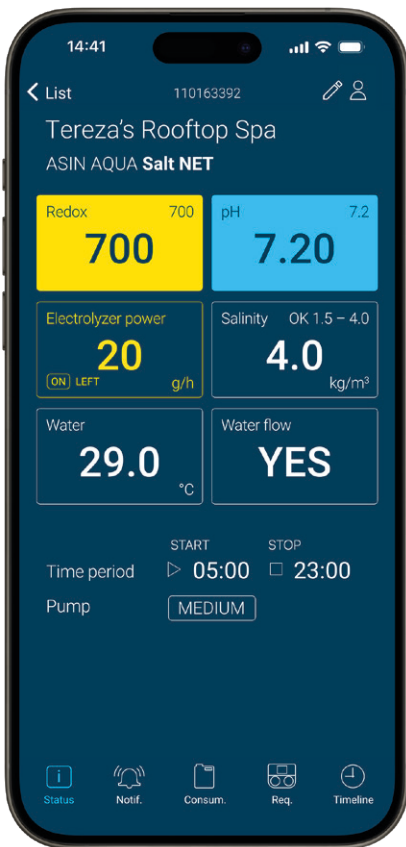 14:41
List 110163392
Tereza's Rooftop Spa
ASIN AQUA Salt NET
Redox 700
700
pH 7.2
7.20
Electrolyzer power
20
ON LEFT g/h
Salinity OK 1.5 – 4.0
4.0
kg/m³
Water
29.0
°C
Water flow
YES
START STOP
Time period 05:00 23:00
Pump MEDIUM
i
Status Notif. Consum. Req. Timeline